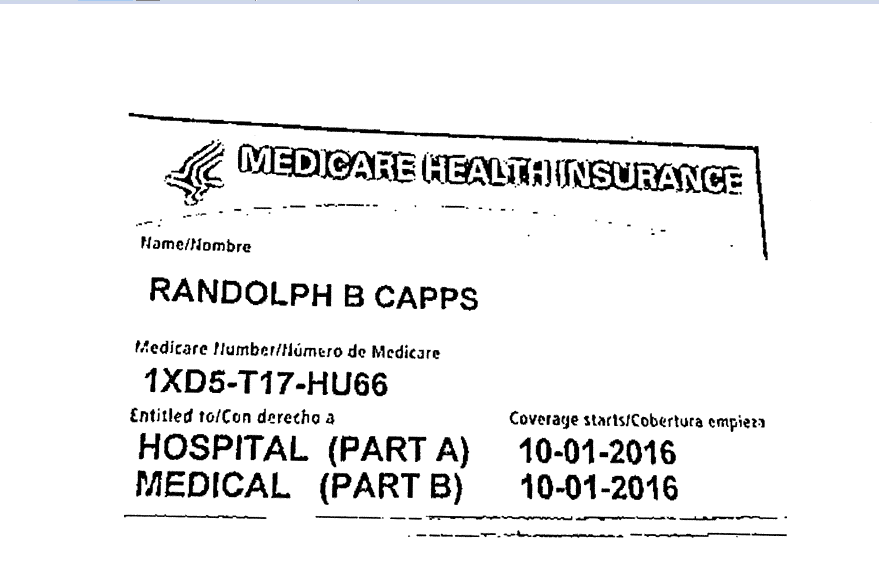 MEDICARE HEALTH INSURANCE
Name/Nombre
RANDOLPH B CAPPS
Medicare Number/Número de Medicare
1XD5-T17-HU66
Entitled to/Con derecho a
Coverage starts/Cobertura empieza
HOSPITAL (PART A) 10-01-2016
MEDICAL (PART B) 10-01-2016